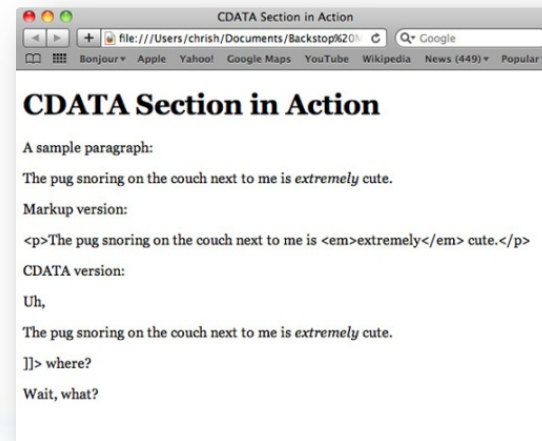 CDATA Section in Action
file:///Users/chrish/Documents/Backstop%20 Google
Bonjour Apple Yahoo! Google Maps YouTube Wikipedia News (449) Popular
CDATA Section in Action
A sample paragraph:
The pug snoring on the couch next to me is extremely cute.
Markup version:
<p>The pug snoring on the couch next to me is <em>extremely</em> cute.</p>
CDATA version:
Uh,
The pug snoring on the couch next to me is extremely cute.
]]> where?
Wait, what?